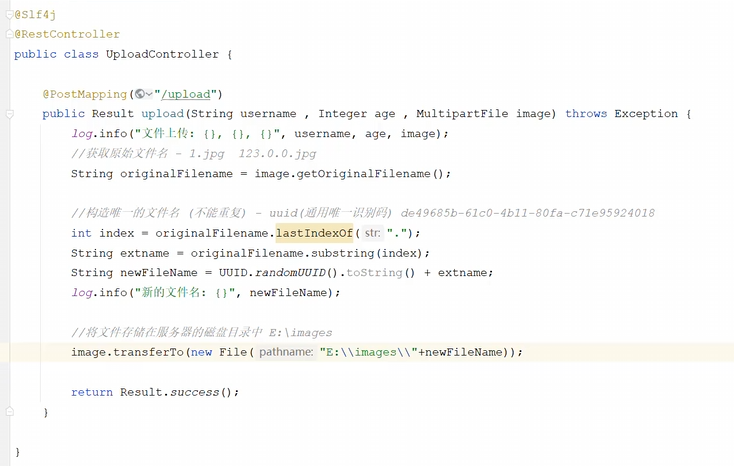 @Slf4j
@RestController
public class UploadController {
@PostMapping("/upload")
public Result upload(String username , Integer age , MultipartFile image) throws Exception {
log.info("文件上传: {}, {}, {}", username, age, image);
//获取原始文件名 - 1.jpg  123.0.0.jpg
String originalFilename = image.getOriginalFilename();
//构造唯一的文件名 (不能重复) - uuid(通用唯一识别码) de49685b-61c0-4b11-80fa-c71e95924018
int index = originalFilename.lastIndexOf( str: ".");
String extname = originalFilename.substring(index);
String newFileName = UUID.randomUUID().toString() + extname;
log.info("新的文件名: {}", newFileName);
//将文件存储在服务器的磁盘目录中 E:\images
image.transferTo(new File( pathname: "E:\\images\\"+newFileName));
return Result.success();
}
}